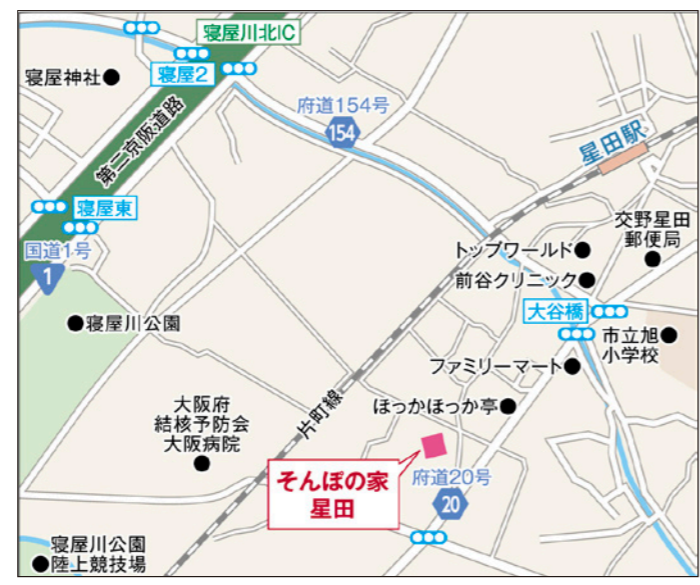 寝屋川北IC
寝屋神社
寝屋2
第二京阪道路
府道154号
154
星田駅
寝屋東
国道1号
1
交野星田
郵便局
トップワールド
前谷クリニック
大谷橋
寝屋川公園
市立旭
小学校
ファミリーマート
大阪府
結核予防会
大阪病院
片町線
ほっかほっか亭
そんぽの家
星田
府道20号
20
寝屋川公園
陸上競技場